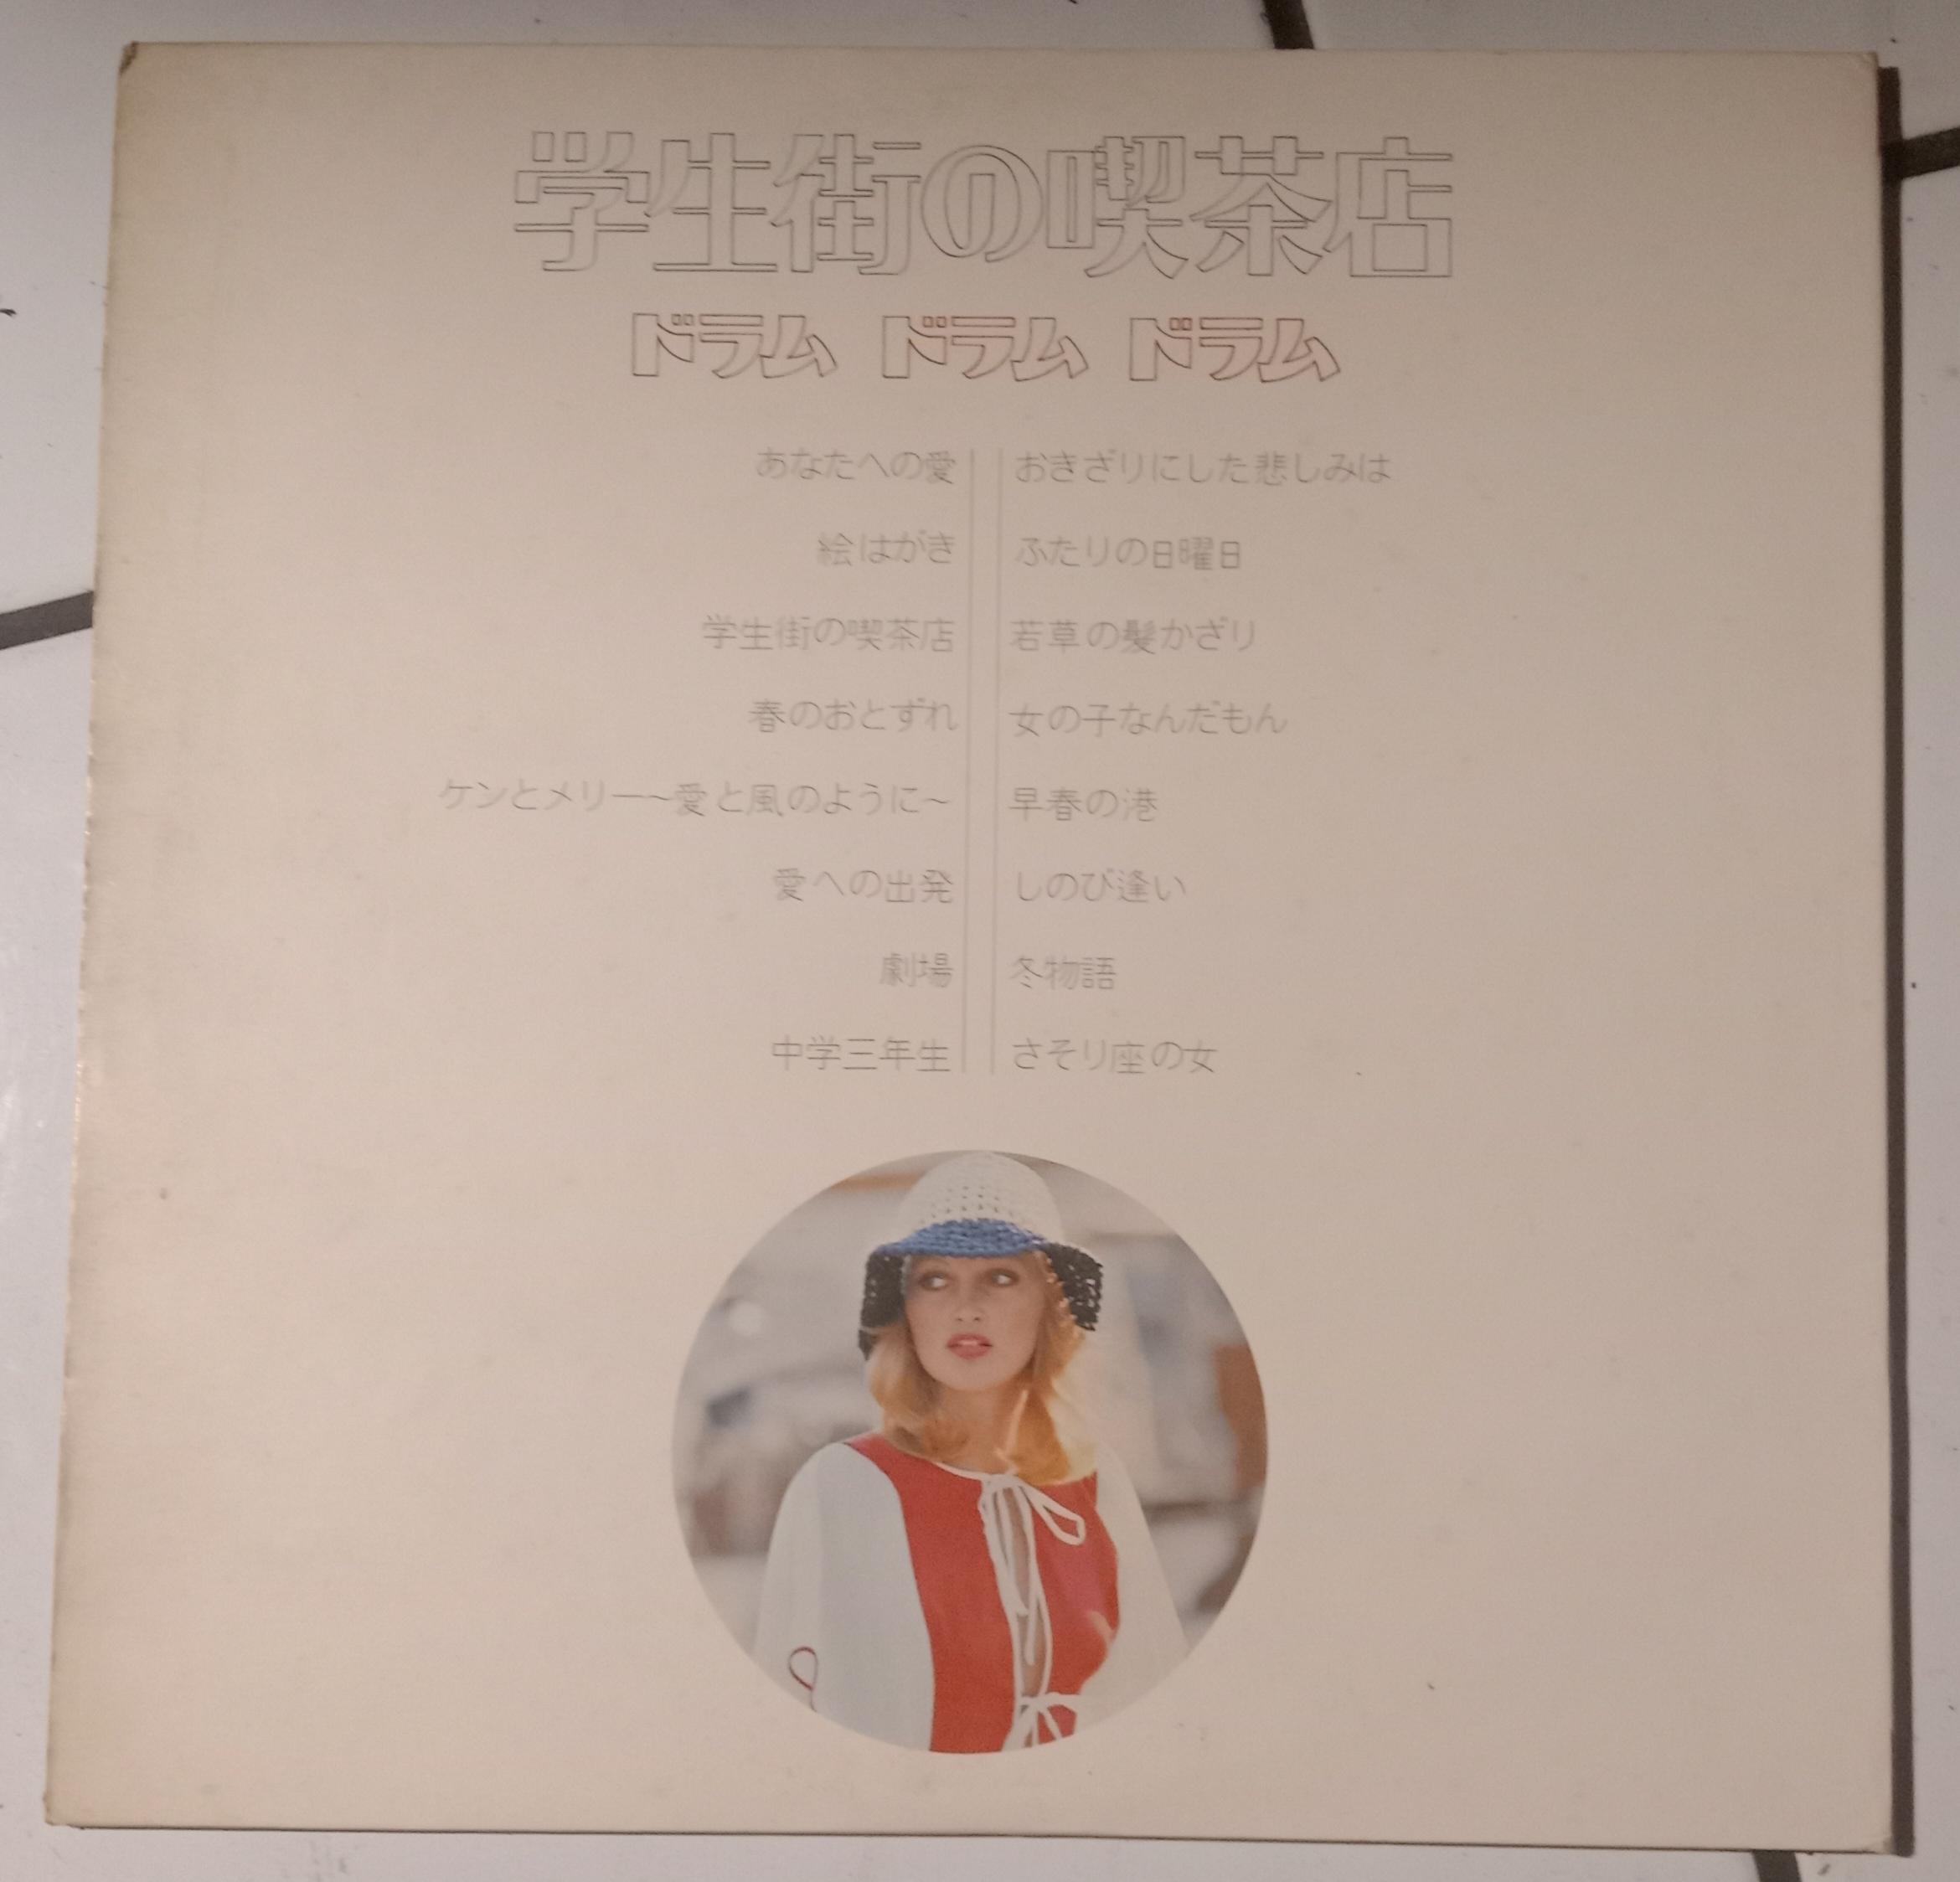 学生街の喫茶店
ドラム ドラム ドラム
あなたへの愛
絵はがき
学生街の喫茶店
春のおとずれ
ケンとメリー~愛と風のように~
愛への出発
劇場
中学三年生
おきざりにした悲しみは
ふたりの日曜日
若草の髪かざり
女の子なんだもん
早春の港
しのび逢い
冬物語
さそり座の女